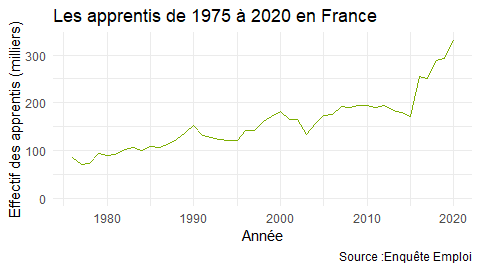 Les apprentis de 1975 à 2020 en France
Effectif des apprentis (milliers)
300
200
100
0
1980
1990
2000
2010
2020
Année
Source :Enquête Emploi